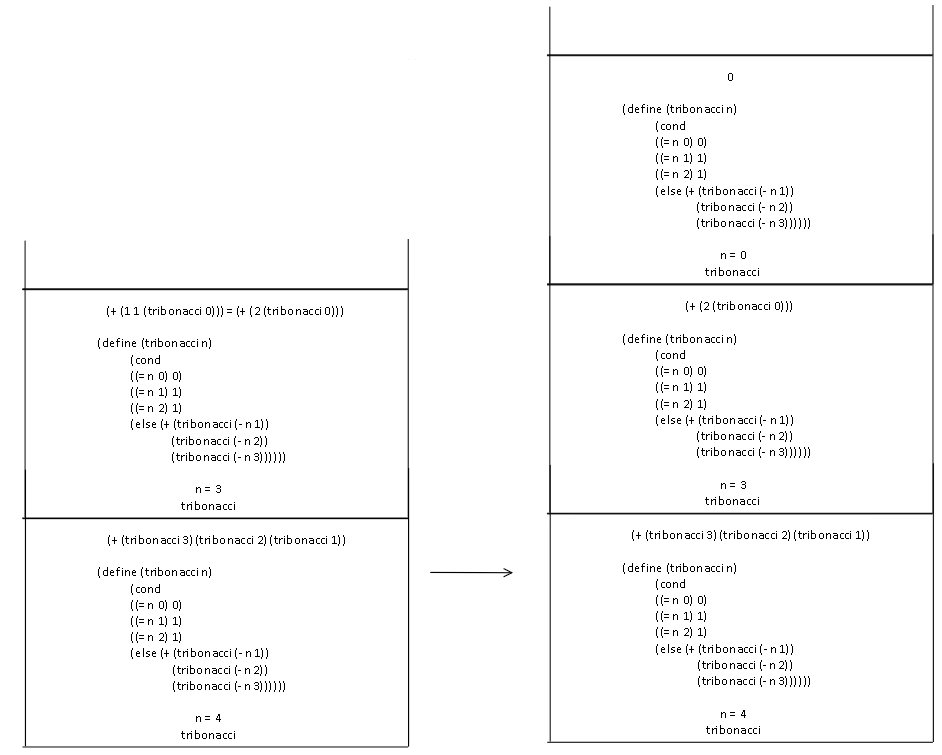 (+ (1 1 (tribonacci 0))) = (+ (2 (tribonacci 0)))
(define (tribonacci n)
(cond
((= n 0) 0)
((= n 1) 1)
((= n 2) 1)
(else (+ (tribonacci (- n 1))
(tribonacci (- n 2))
(tribonacci (- n 3))))))
n = 3
tribonacci
(+ (tribonacci 3) (tribonacci 2) (tribonacci 1))
(define (tribonacci n)
(cond
((= n 0) 0)
((= n 1) 1)
((= n 2) 1)
(else (+ (tribonacci (- n 1))
(tribonacci (- n 2))
(tribonacci (- n 3))))))
n = 4
tribonacci
0
(define (tribonacci n)
(cond
((= n 0) 0)
((= n 1) 1)
((= n 2) 1)
(else (+ (tribonacci (- n 1))
(tribonacci (- n 2))
(tribonacci (- n 3))))))
n = 0
tribonacci
(+ (2 (tribonacci 0)))
(define (tribonacci n)
(cond
((= n 0) 0)
((= n 1) 1)
((= n 2) 1)
(else (+ (tribonacci (- n 1))
(tribonacci (- n 2))
(tribonacci (- n 3))))))
n = 3
tribonacci
(+ (tribonacci 3) (tribonacci 2) (tribonacci 1))
(define (tribonacci n)
(cond
((= n 0) 0)
((= n 1) 1)
((= n 2) 1)
(else (+ (tribonacci (- n 1))
(tribonacci (- n 2))
(tribonacci (- n 3))))))
n = 4
tribonacci